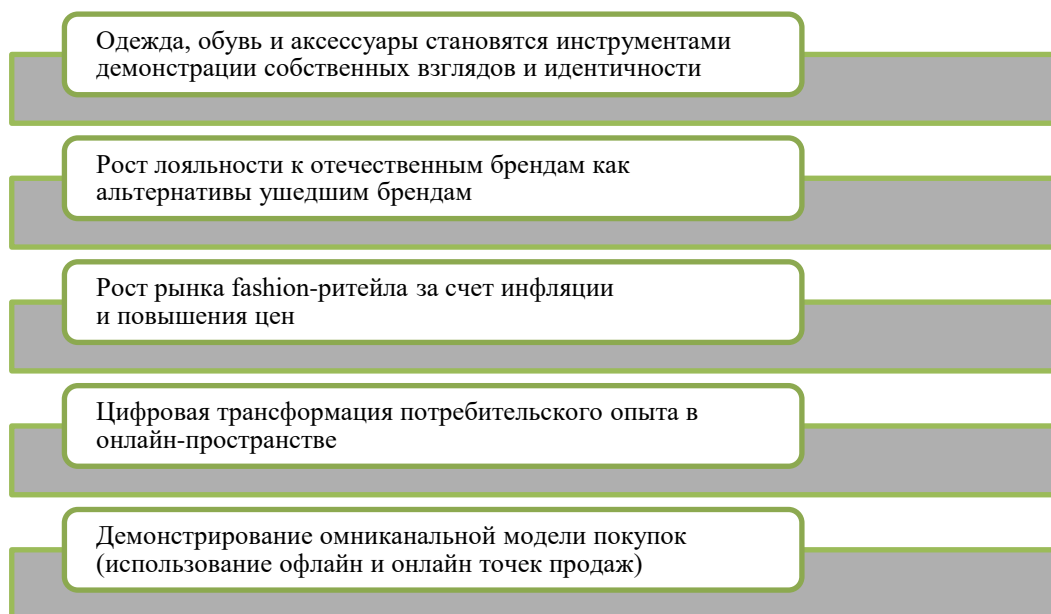 Одежда, обувь и аксессуары становятся инструментами
демонстрации собственных взглядов и идентичности
Рост лояльности к отечественным брендам как
альтернативы ушедшим брендам
Рост рынка fashion-ритейла за счет инфляции
и повышения цен
Цифровая трансформация потребительского опыта в
онлайн-пространстве
Демонстрирование омниканальной модели покупок
(использование офлайн и онлайн точек продаж)